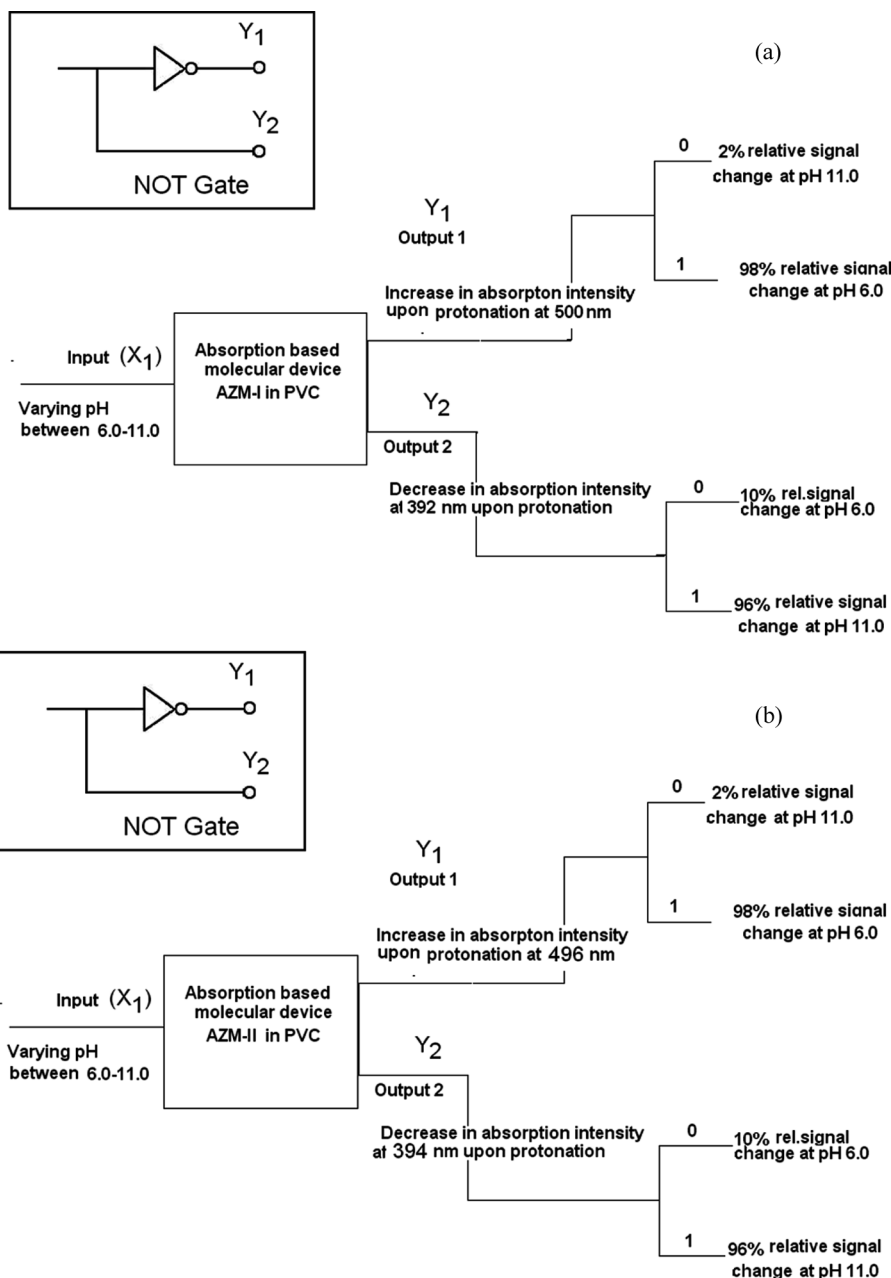 (a)
Y1
Y2
NOT Gate
Y1
Output 1
Increase in absorpton intensity
upon protonation at 500 nm
0
2% relative signal
change at pH 11.0
1
98% relative signal
change at pH 6.0
Input (X1)
Varying pH
between 6.0-11.0
Absorption based
molecular device
AZM-I in PVC
Y2
Output 2
Decrease in absorption intensity
at 392 nm upon protonation
0
10% rel.signal
change at pH 6.0
1
96% relative signal
change at pH 11.0
(b)
Y1
Y2
NOT Gate
Y1
Output 1
Increase in absorpton intensity
upon protonation at 496 nm
0
2% relative signal
change at pH 11.0
1
98% relative signal
change at pH 6.0
Input (X1)
Varying pH
between 6.0-11.0
Absorption based
molecular device
AZM-II in PVC
Y2
Output 2
Decrease in absorption intensity
at 394 nm upon protonation
0
10% rel.signal
change at pH 6.0
1
96% relative signal
change at pH 11.0